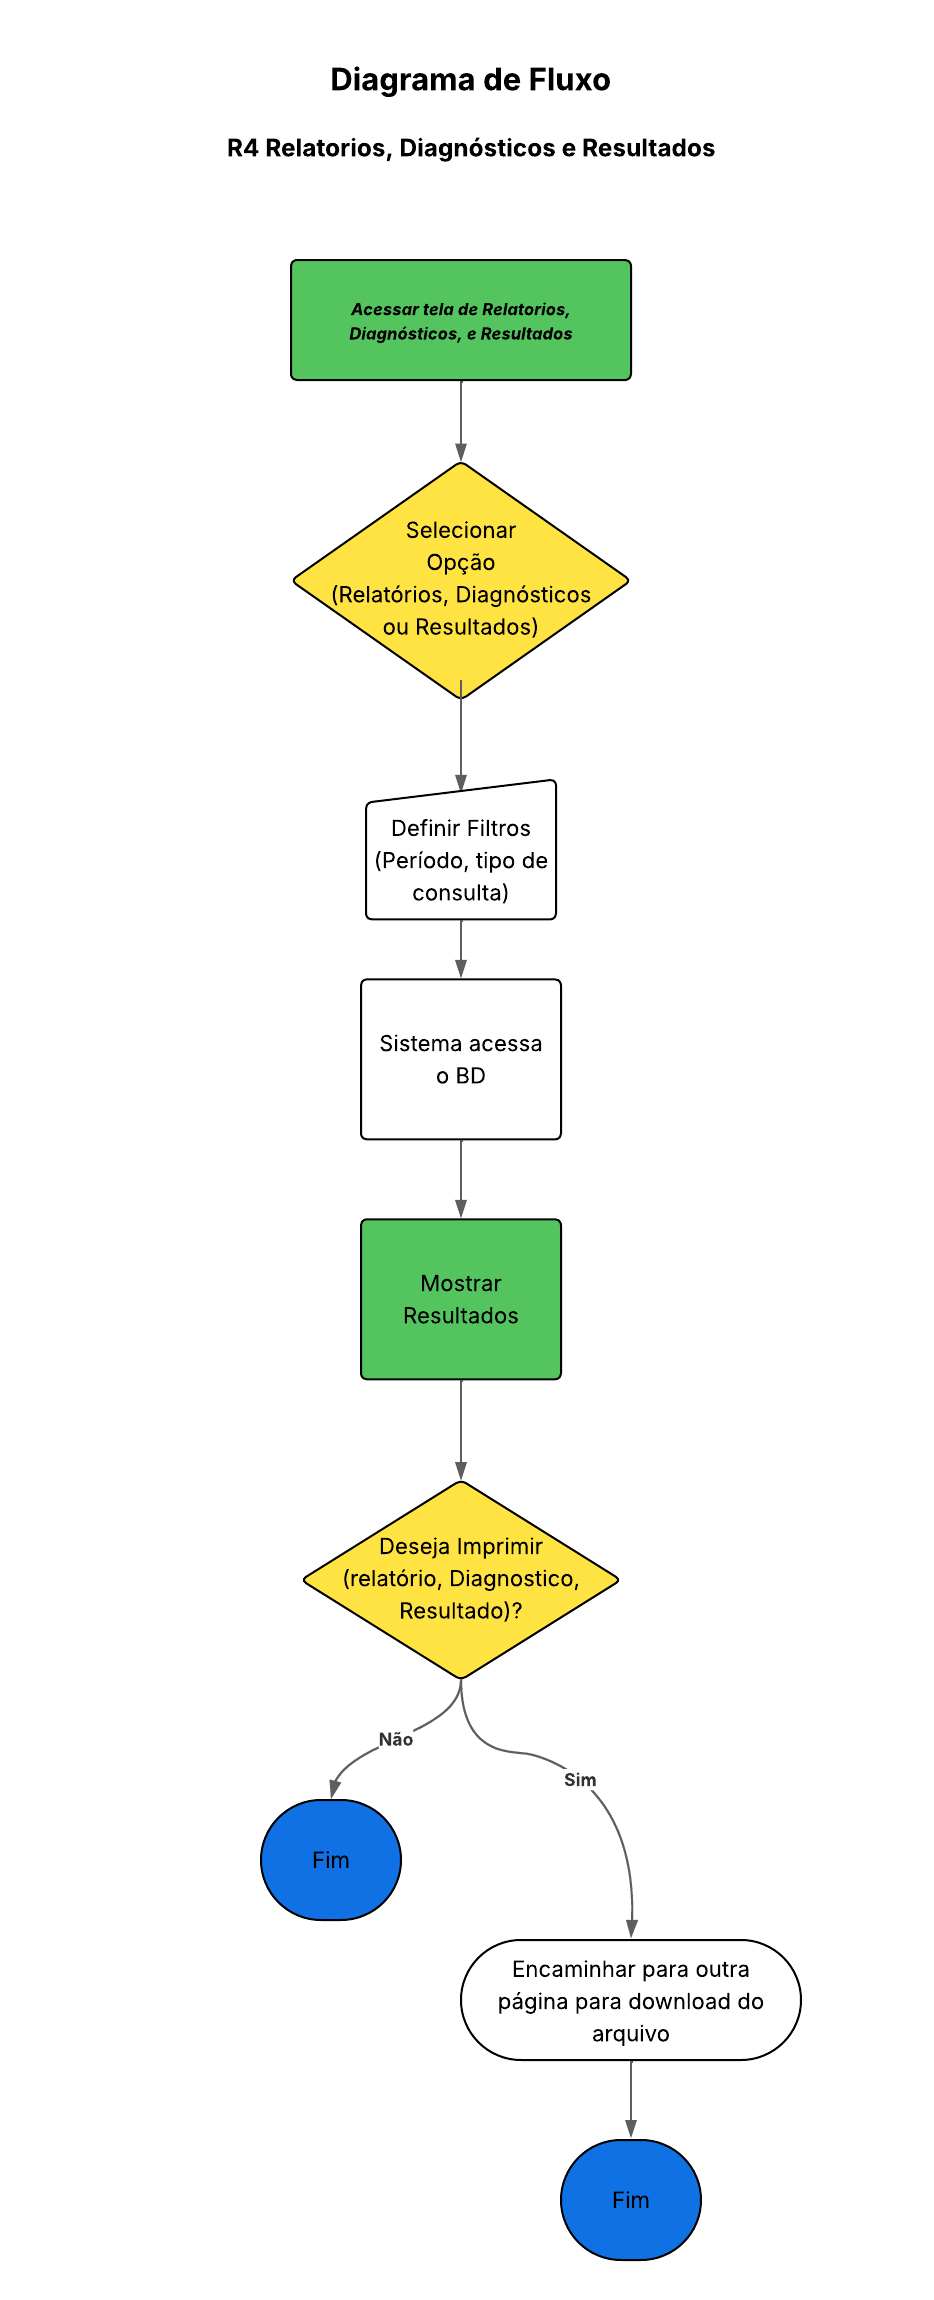 Diagrama de Fluxo
R4 Relatorios, Diagnósticos e Resultados
Acessar tela de Relatorios,
Diagnósticos, e Resultados
Selecionar
Opção
(Relatórios, Diagnósticos
ou Resultados)
Definir Filtros
(Período, tipo de
consulta)
Sistema acessa
o BD
Mostrar
Resultados
Deseja Imprimir
(relatório, Diagnostico,
Resultado)?
Não
Sim
Fim
Encaminhar para outra
página para download do
arquivo
Fim